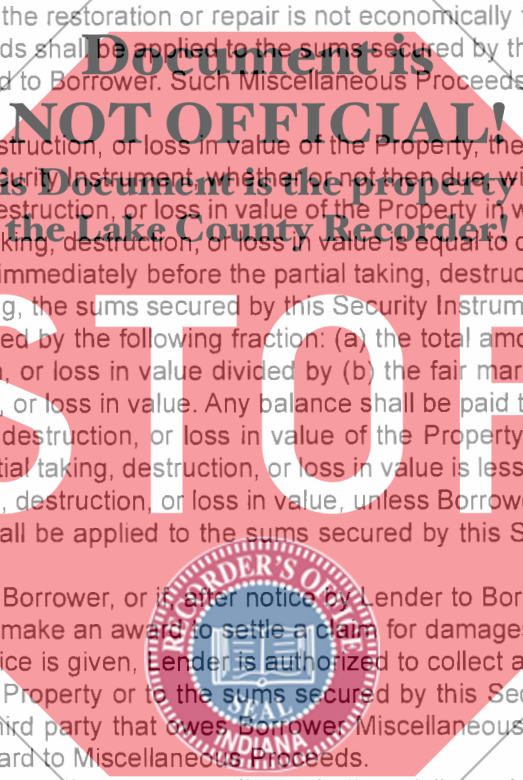 the restoration or repair is not economically
ds shall be applied to the sums secured by th
Document is
d to Borrower. Such Miscellaneous Proceeds
NOT OFFICIAL!
struction, or loss in value of the Property, the
urity Instrument, whether or not then due, wi
is Document is the property
estruction, or loss in value of the Property in w
the Lake County Recorder!
king, destruction, or loss in value is equal to o
immediately before the partial taking, destruc
g, the sums secured by this Security Instrum
STOP
ed by the following fraction: (a) the total amo
, or loss in value divided by (b) the fair mar
, or loss in value. Any balance shall be paid t
destruction, or loss in value of the Property
tial taking, destruction, or loss in value is less
, destruction, or loss in value, unless Borrow
all be applied to the sums secured by this S
RECORDER'S OFFICE
Borrower, or if, after notice by Lender to Bor
make an award to settle a claim for damage
ice is given, Lender is authorized to collect a
Property or to the sums secured by this Sec
SEAL
hird party that owes Borrower Miscellaneous
INDIANA
ard to Miscellaneous Proceeds.